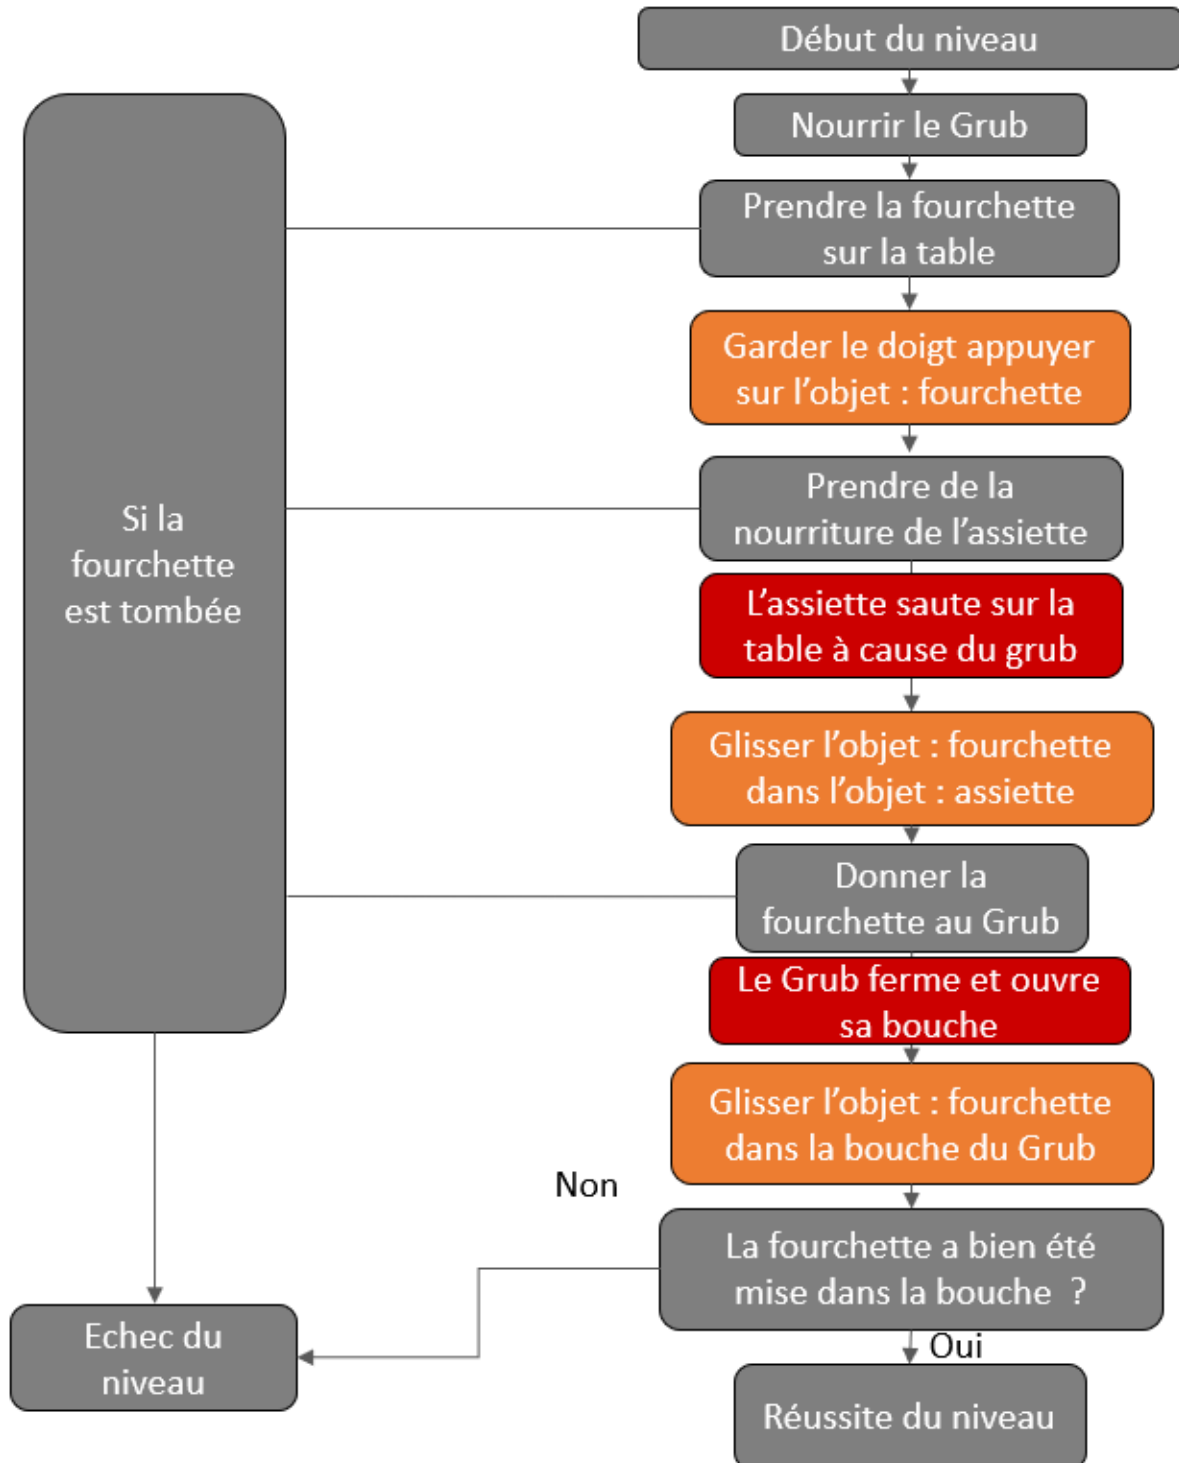 Début du niveau
Nourrir le Grub
Prendre la fourchette
sur la table
Garder le doigt appuyer
sur l’objet : fourchette
Prendre de la
nourriture de l’assiette
Si la
fourchette
est tombée
L’assiette saute sur la
table à cause du grub
Glisser l’objet : fourchette
dans l’objet : assiette
Donner la
fourchette au Grub
Le Grub ferme et ouvre
sa bouche
Glisser l’objet : fourchette
dans la bouche du Grub
Non
La fourchette a bien été
mise dans la bouche ?
Oui
Echec du
niveau
Réussite du niveau